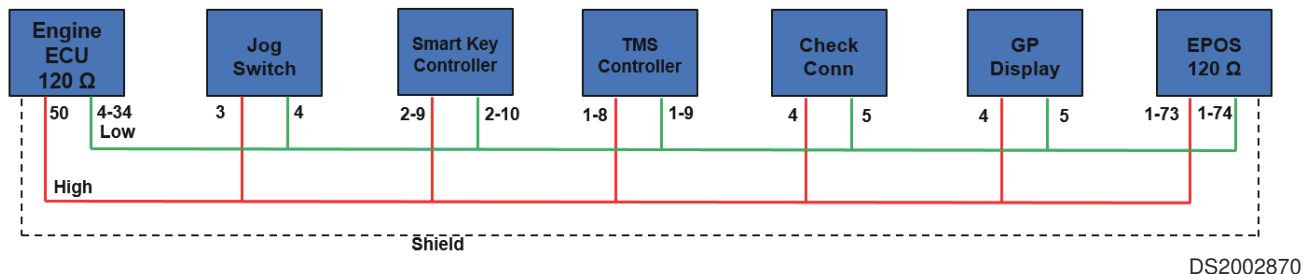 Engine
ECU
120 Ω
Jog
Switch
Smart Key
Controller
TMS
Controller
Check
Conn
GP
Display
EPOS
120 Ω
50
4-34
3
4
2-9
2-10
1-8
1-9
4
5
4
5
1-73
1-74
Low
High
Shield
DS2002870